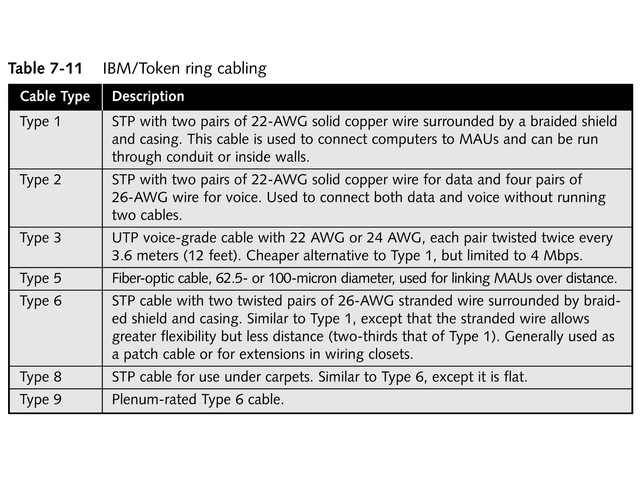 Table 7-11 IBM/Token ring cabling
Cable Type Description
Type 1 STP with two pairs of 22-AWG solid copper wire surrounded by a braided shield
and casing. This cable is used to connect computers to MAUs and can be run
through conduit or inside walls.
Type 2 STP with two pairs of 22-AWG solid copper wire for data and four pairs of
26-AWG wire for voice. Used to connect both data and voice without running
two cables.
Type 3 UTP voice-grade cable with 22 AWG or 24 AWG, each pair twisted twice every
3.6 meters (12 feet). Cheaper alternative to Type 1, but limited to 4 Mbps.
Type 5 Fiber-optic cable, 62.5- or 100-micron diameter, used for linking MAUs over distance.
Type 6 STP cable with two twisted pairs of 26-AWG stranded wire surrounded by braid-
ed shield and casing. Similar to Type 1, except that the stranded wire allows
greater flexibility but less distance (two-thirds that of Type 1). Generally used as
a patch cable or for extensions in wiring closets.
Type 8 STP cable for use under carpets. Similar to Type 6, except it is flat.
Type 9 Plenum-rated Type 6 cable.